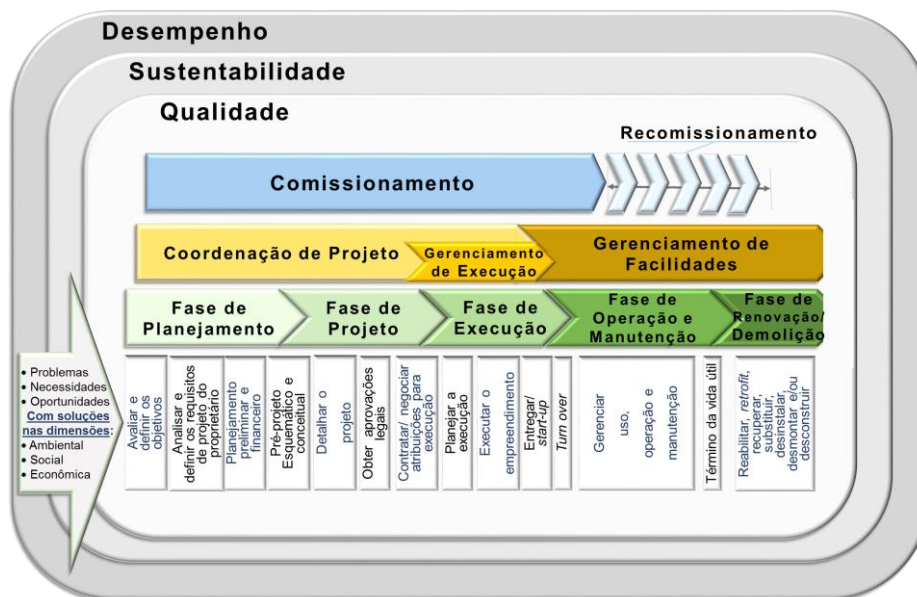 Desempenho
Sustentabilidade
Qualidade
Recomissionamento
Comissionamento
Coordenação de Projeto
Gerenciamento
de Execução
Gerenciamento de
Facilidades
Fase de
Planejamento
Fase de
Projeto
Fase de
Execução
Fase de
Operação e
Manutenção
Fase de
Renovação/
Demolição
• Problemas
• Necessidades
• Oportunidades
Com soluções
nas dimensões:
• Ambiental
• Social
• Econômica
Avaliar e
definir os
objetivos
Analisar e
definir os requisitos
de projeto do
proprietário
Planejamento
preliminar e
financeiro
Pré-projeto e
Esquemático e
conceitual
Detalhar o
projeto
Obter aprovações
legais
Contratar/ negociar
atribuições para
execução
Planejar a
execução
Executar o
empreendimento
Entregar/
start-up
Turn over
Gerenciar
uso,
operação e
manutenção
Término da vida útil
Reabilitar, retrofit,
recuperar,
substituir,
desinstalar,
desmontar e/ou
desconstruir